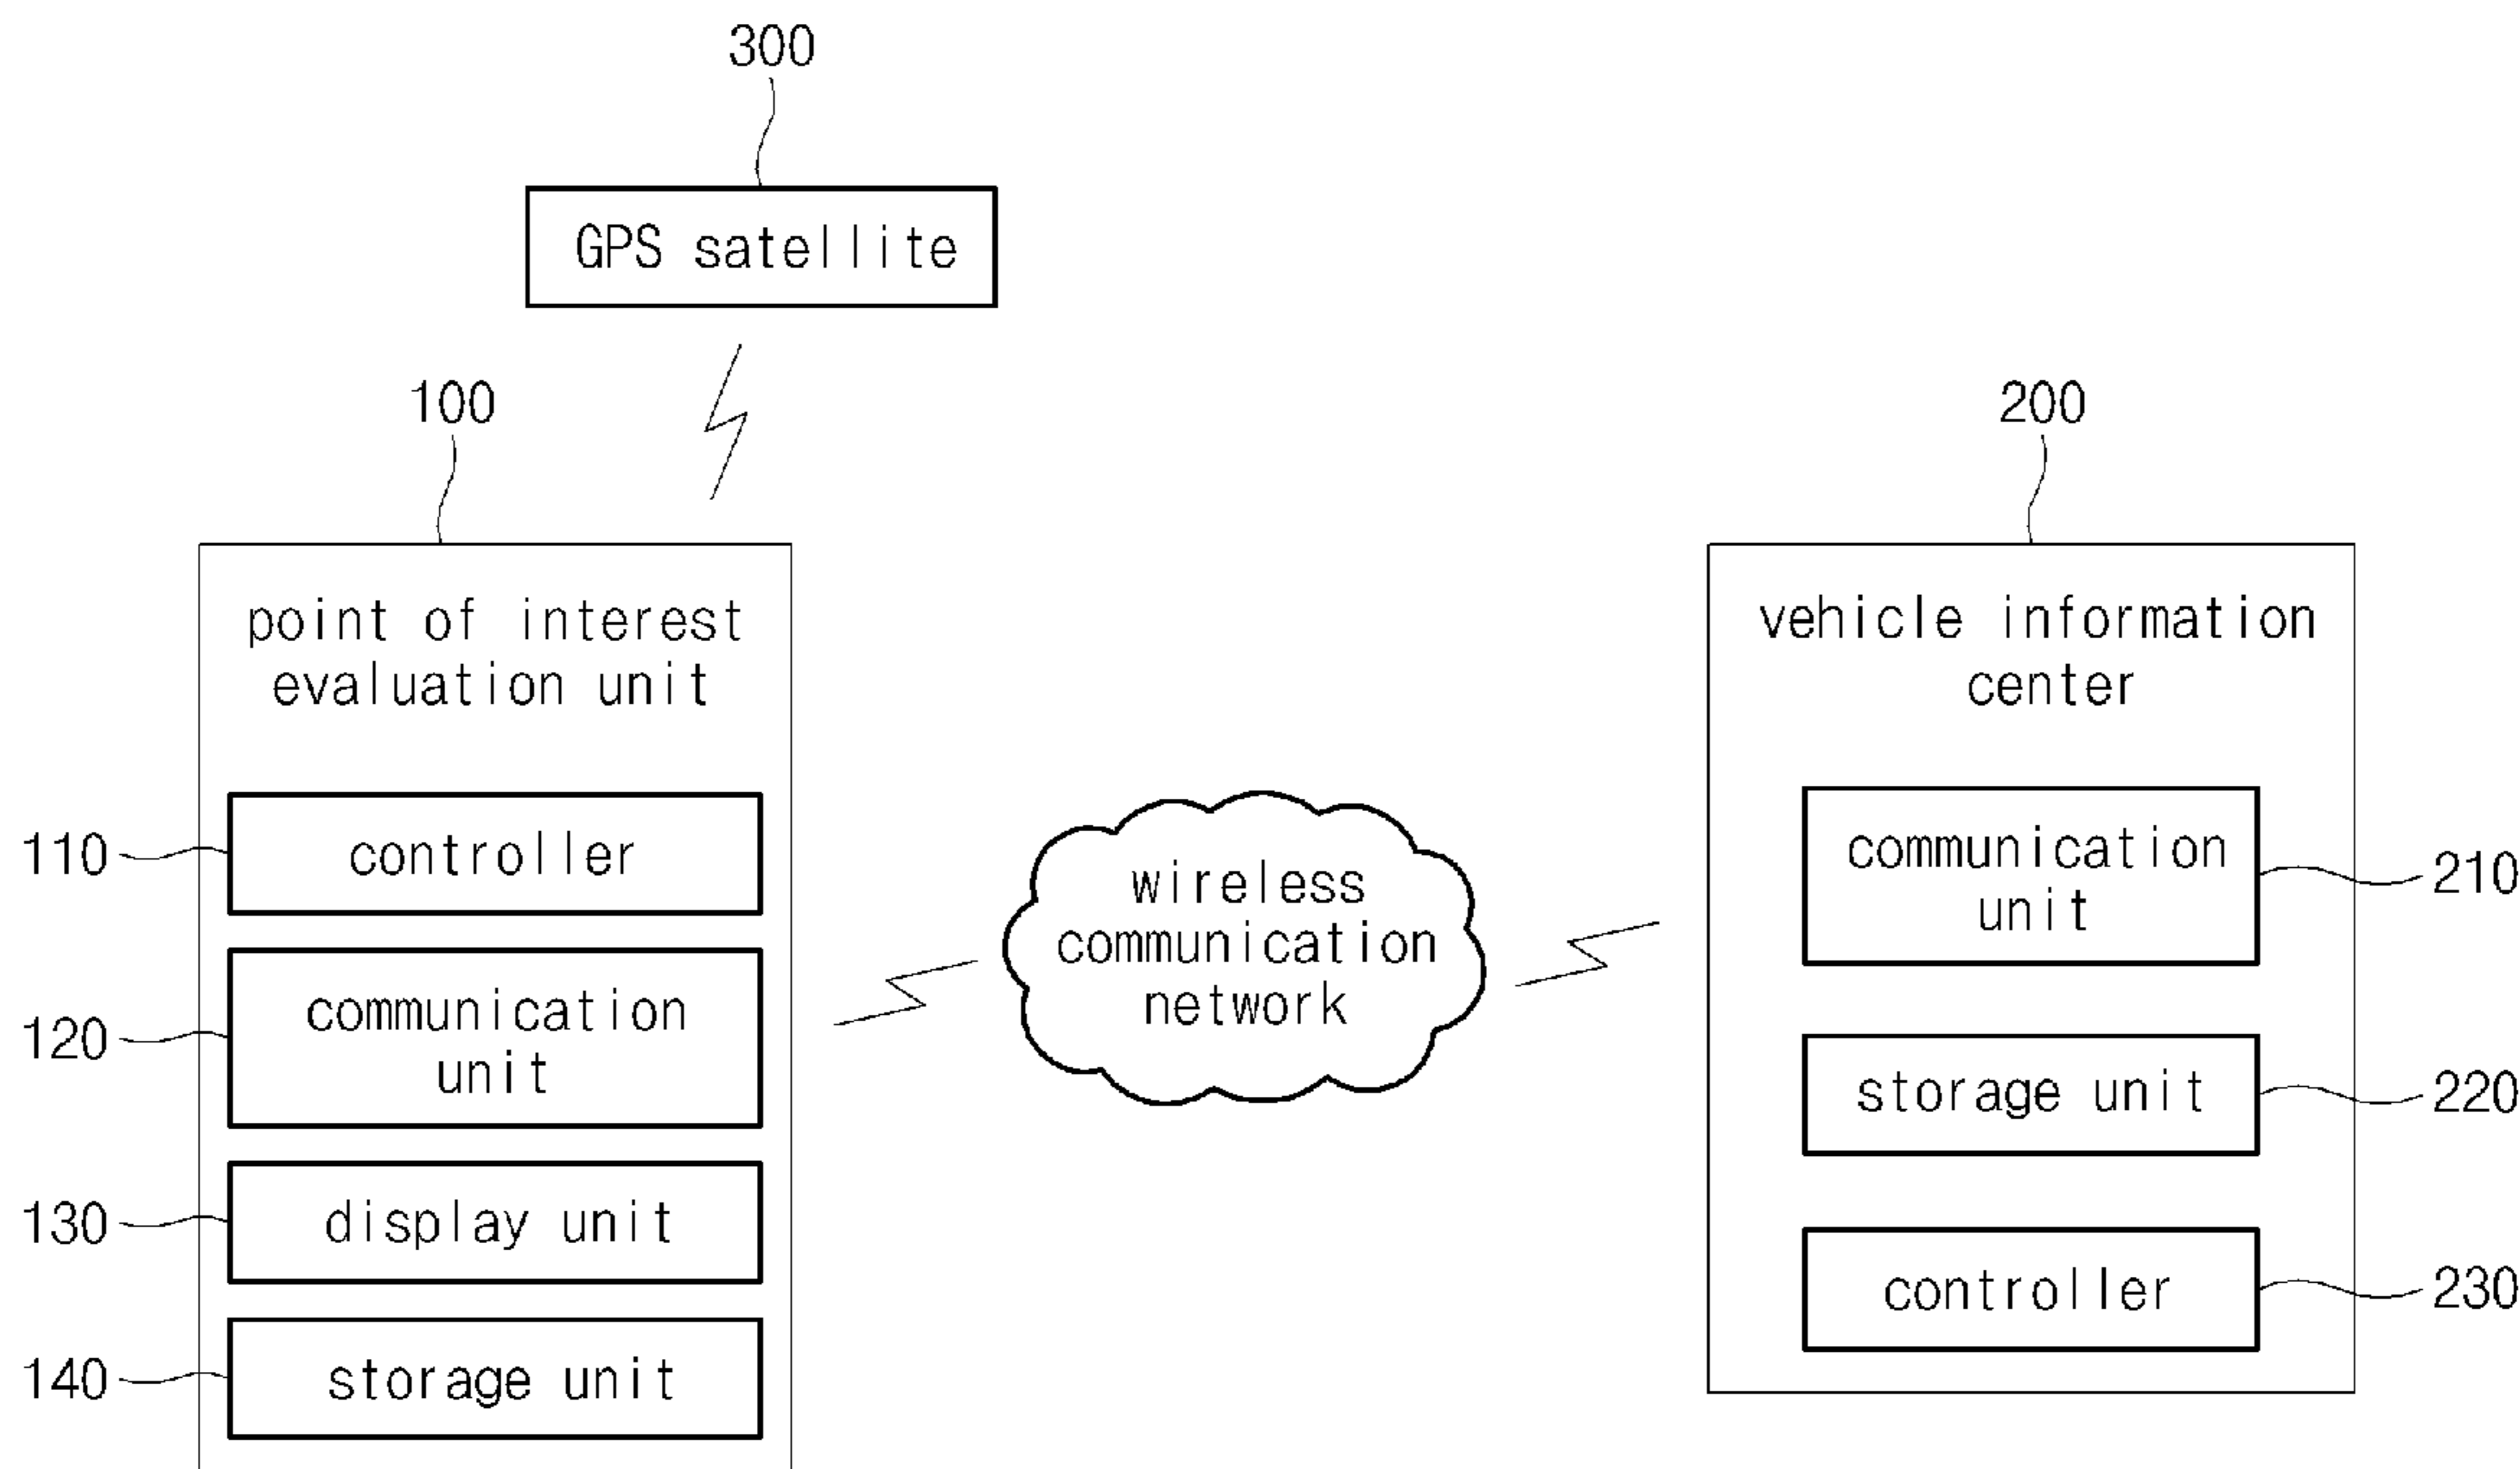 300
GPS satellite
100
point of interest
evaluation unit
110
controller
120
communication
unit
130
display unit
140
storage unit
wireless
communication
network
200
vehicle information
center
communication
unit
210
storage unit
220
controller
230